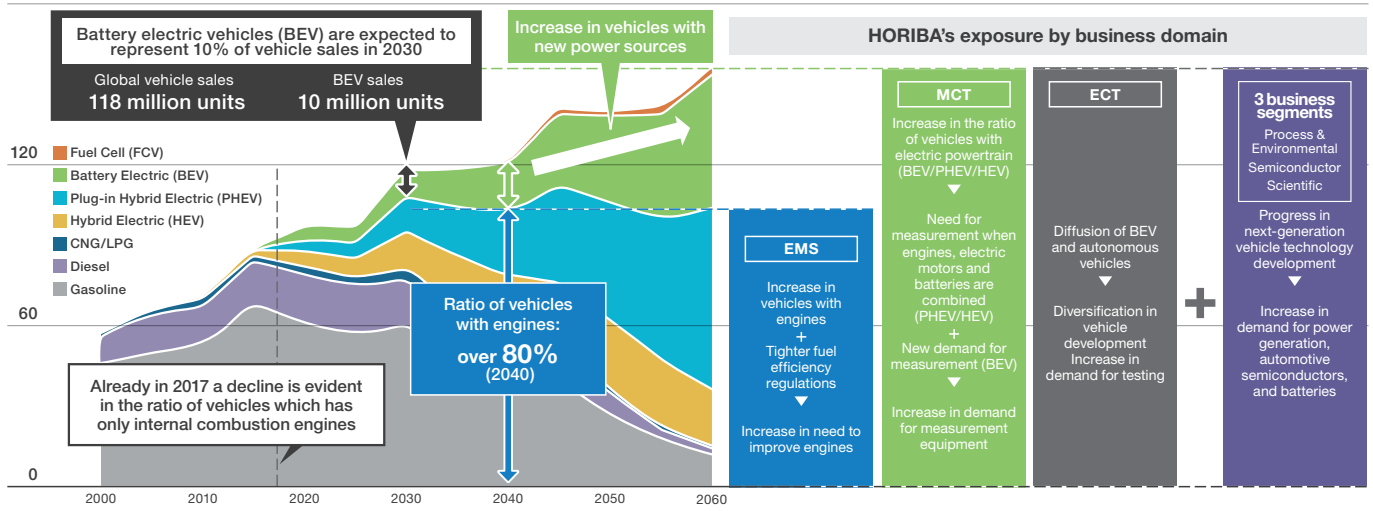 Battery electric vehicles (BEV) are expected to
represent 10% of vehicle sales in 2030
Global vehicle sales
118 million units
BEV sales
10 million units
Increase in vehicles with
new power sources
120
60
0
Fuel Cell (FCV)
Battery Electric (BEV)
Plug-in Hybrid Electric (PHEV)
Hybrid Electric (HEV)
CNG/LPG
Diesel
Gasoline
Already in 2017 a decline is evident
in the ratio of vehicles which has
only internal combustion engines
Ratio of vehicles
with engines:
over 80%
(2040)
2000
2010
2020
2030
2040
2050
2060
HORIBA's exposure by business domain
EMS
Increase in
vehicles with
engines
+
Tighter fuel
efficiency
regulations
▼
Increase in need to
improve engines
MCT
Increase in the ratio
of vehicles with
electric powertrain
(BEV/PHEV/HEV)
▼
Need for
measurement when
engines, electric
motors and
batteries are
combined
(PHEV/HEV)
+
New demand for
measurement (BEV)
▼
Increase in demand
for measurement
equipment
ECT
Diffusion of BEV
and autonomous
vehicles
▼
Diversification in
vehicle
development
Increase in
demand for testing
+
3 business
segments
Process &
Environmental
Semiconductor
Scientific
Progress in
next-generation
vehicle technology
development
▼
Increase in
demand for power
generation,
automotive
semiconductors,
and batteries